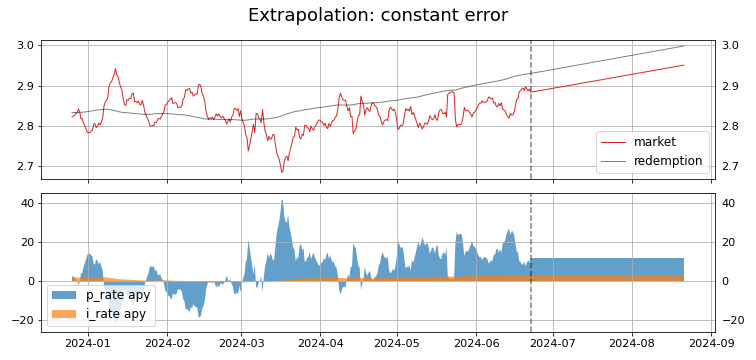 Extrapolation: constant error
3.0 3.0
2.9 2.9
2.8 2.8
2.7 2.7
market
redemption
40 40
20 20
0 0
−20 −20
p_rate apy
i_rate apy
2024-01 2024-02 2024-03 2024-04 2024-05 2024-06 2024-07 2024-08 2024-09